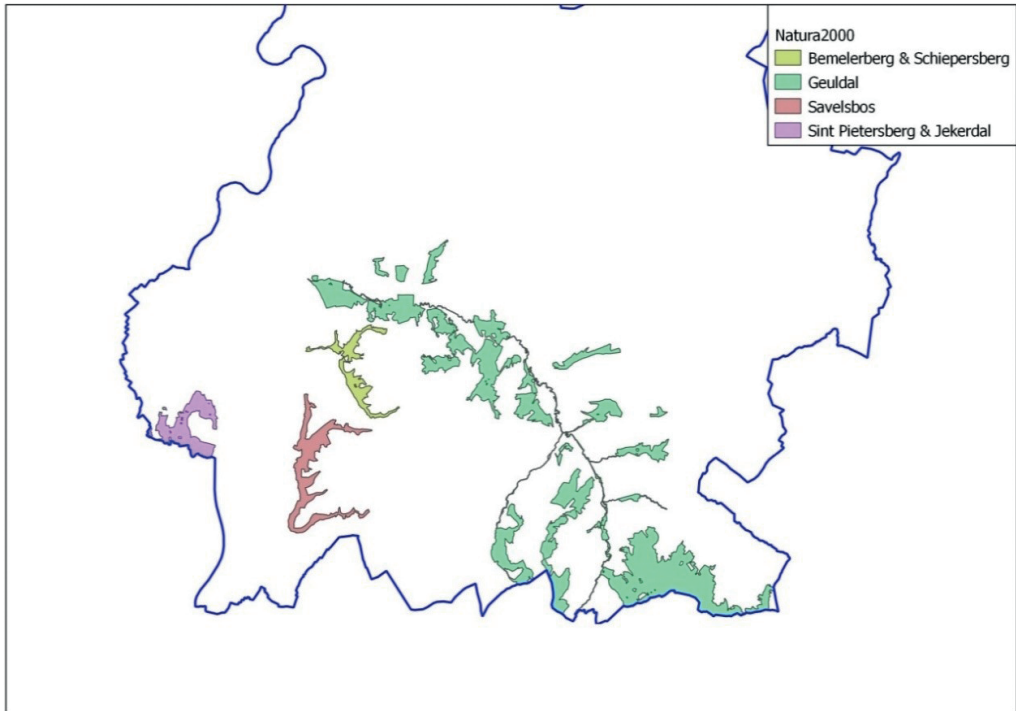 Natura2000
Bemelerberg & Schiepersberg
Geuldal
Savelsbos
Sint Pietersberg & Jekerdal